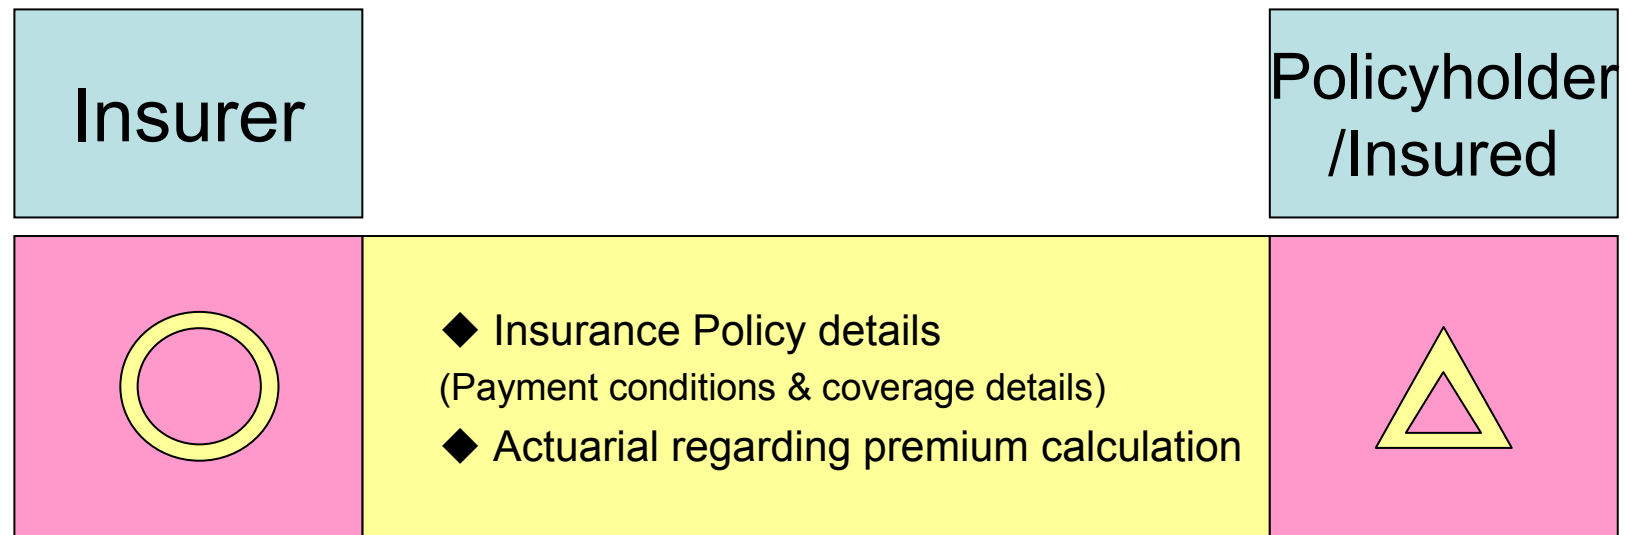 Insurer
Policyholder
/Insured
◆ Insurance Policy details
(Payment conditions & coverage details)
◆ Actuarial regarding premium calculation